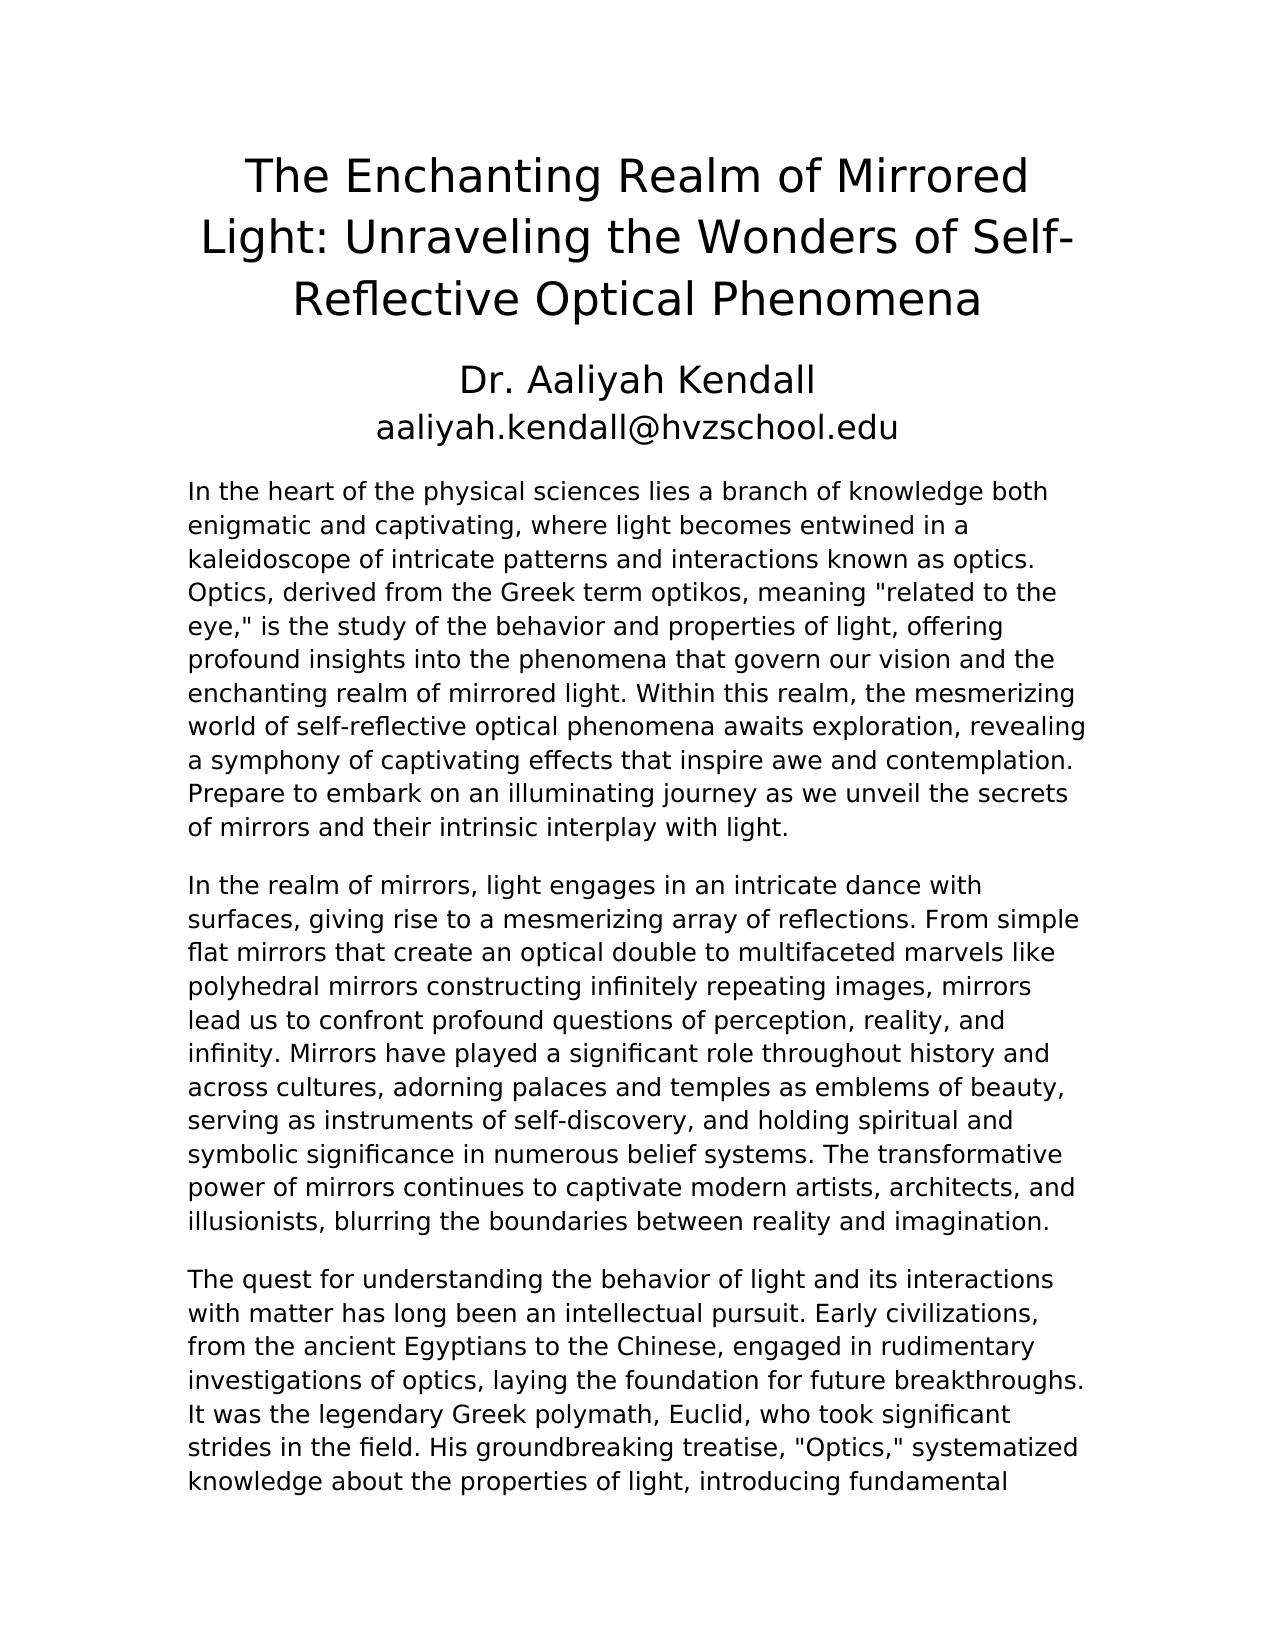 The Enchanting Realm of Mirrored
Light: Unraveling the Wonders of Self-
Reflective Optical Phenomena
Dr. Aaliyah Kendall
aaliyah.kendall@hvzschool.edu
In the heart of the physical sciences lies a branch of knowledge both
enigmatic and captivating, where light becomes entwined in a
kaleidoscope of intricate patterns and interactions known as optics.
Optics, derived from the Greek term optikos, meaning "related to the
eye," is the study of the behavior and properties of light, offering
profound insights into the phenomena that govern our vision and the
enchanting realm of mirrored light. Within this realm, the mesmerizing
world of self-reflective optical phenomena awaits exploration, revealing
a symphony of captivating effects that inspire awe and contemplation.
Prepare to embark on an illuminating journey as we unveil the secrets
of mirrors and their intrinsic interplay with light.
In the realm of mirrors, light engages in an intricate dance with
surfaces, giving rise to a mesmerizing array of reflections. From simple
flat mirrors that create an optical double to multifaceted marvels like
polyhedral mirrors constructing infinitely repeating images, mirrors
lead us to confront profound questions of perception, reality, and
infinity. Mirrors have played a significant role throughout history and
across cultures, adorning palaces and temples as emblems of beauty,
serving as instruments of self-discovery, and holding spiritual and
symbolic significance in numerous belief systems. The transformative
power of mirrors continues to captivate modern artists, architects, and
illusionists, blurring the boundaries between reality and imagination.
The quest for understanding the behavior of light and its interactions
with matter has long been an intellectual pursuit. Early civilizations,
from the ancient Egyptians to the Chinese, engaged in rudimentary
investigations of optics, laying the foundation for future breakthroughs.
It was the legendary Greek polymath, Euclid, who took significant
strides in the field. His groundbreaking treatise, "Optics," systematized
knowledge about the properties of light, introducing fundamental